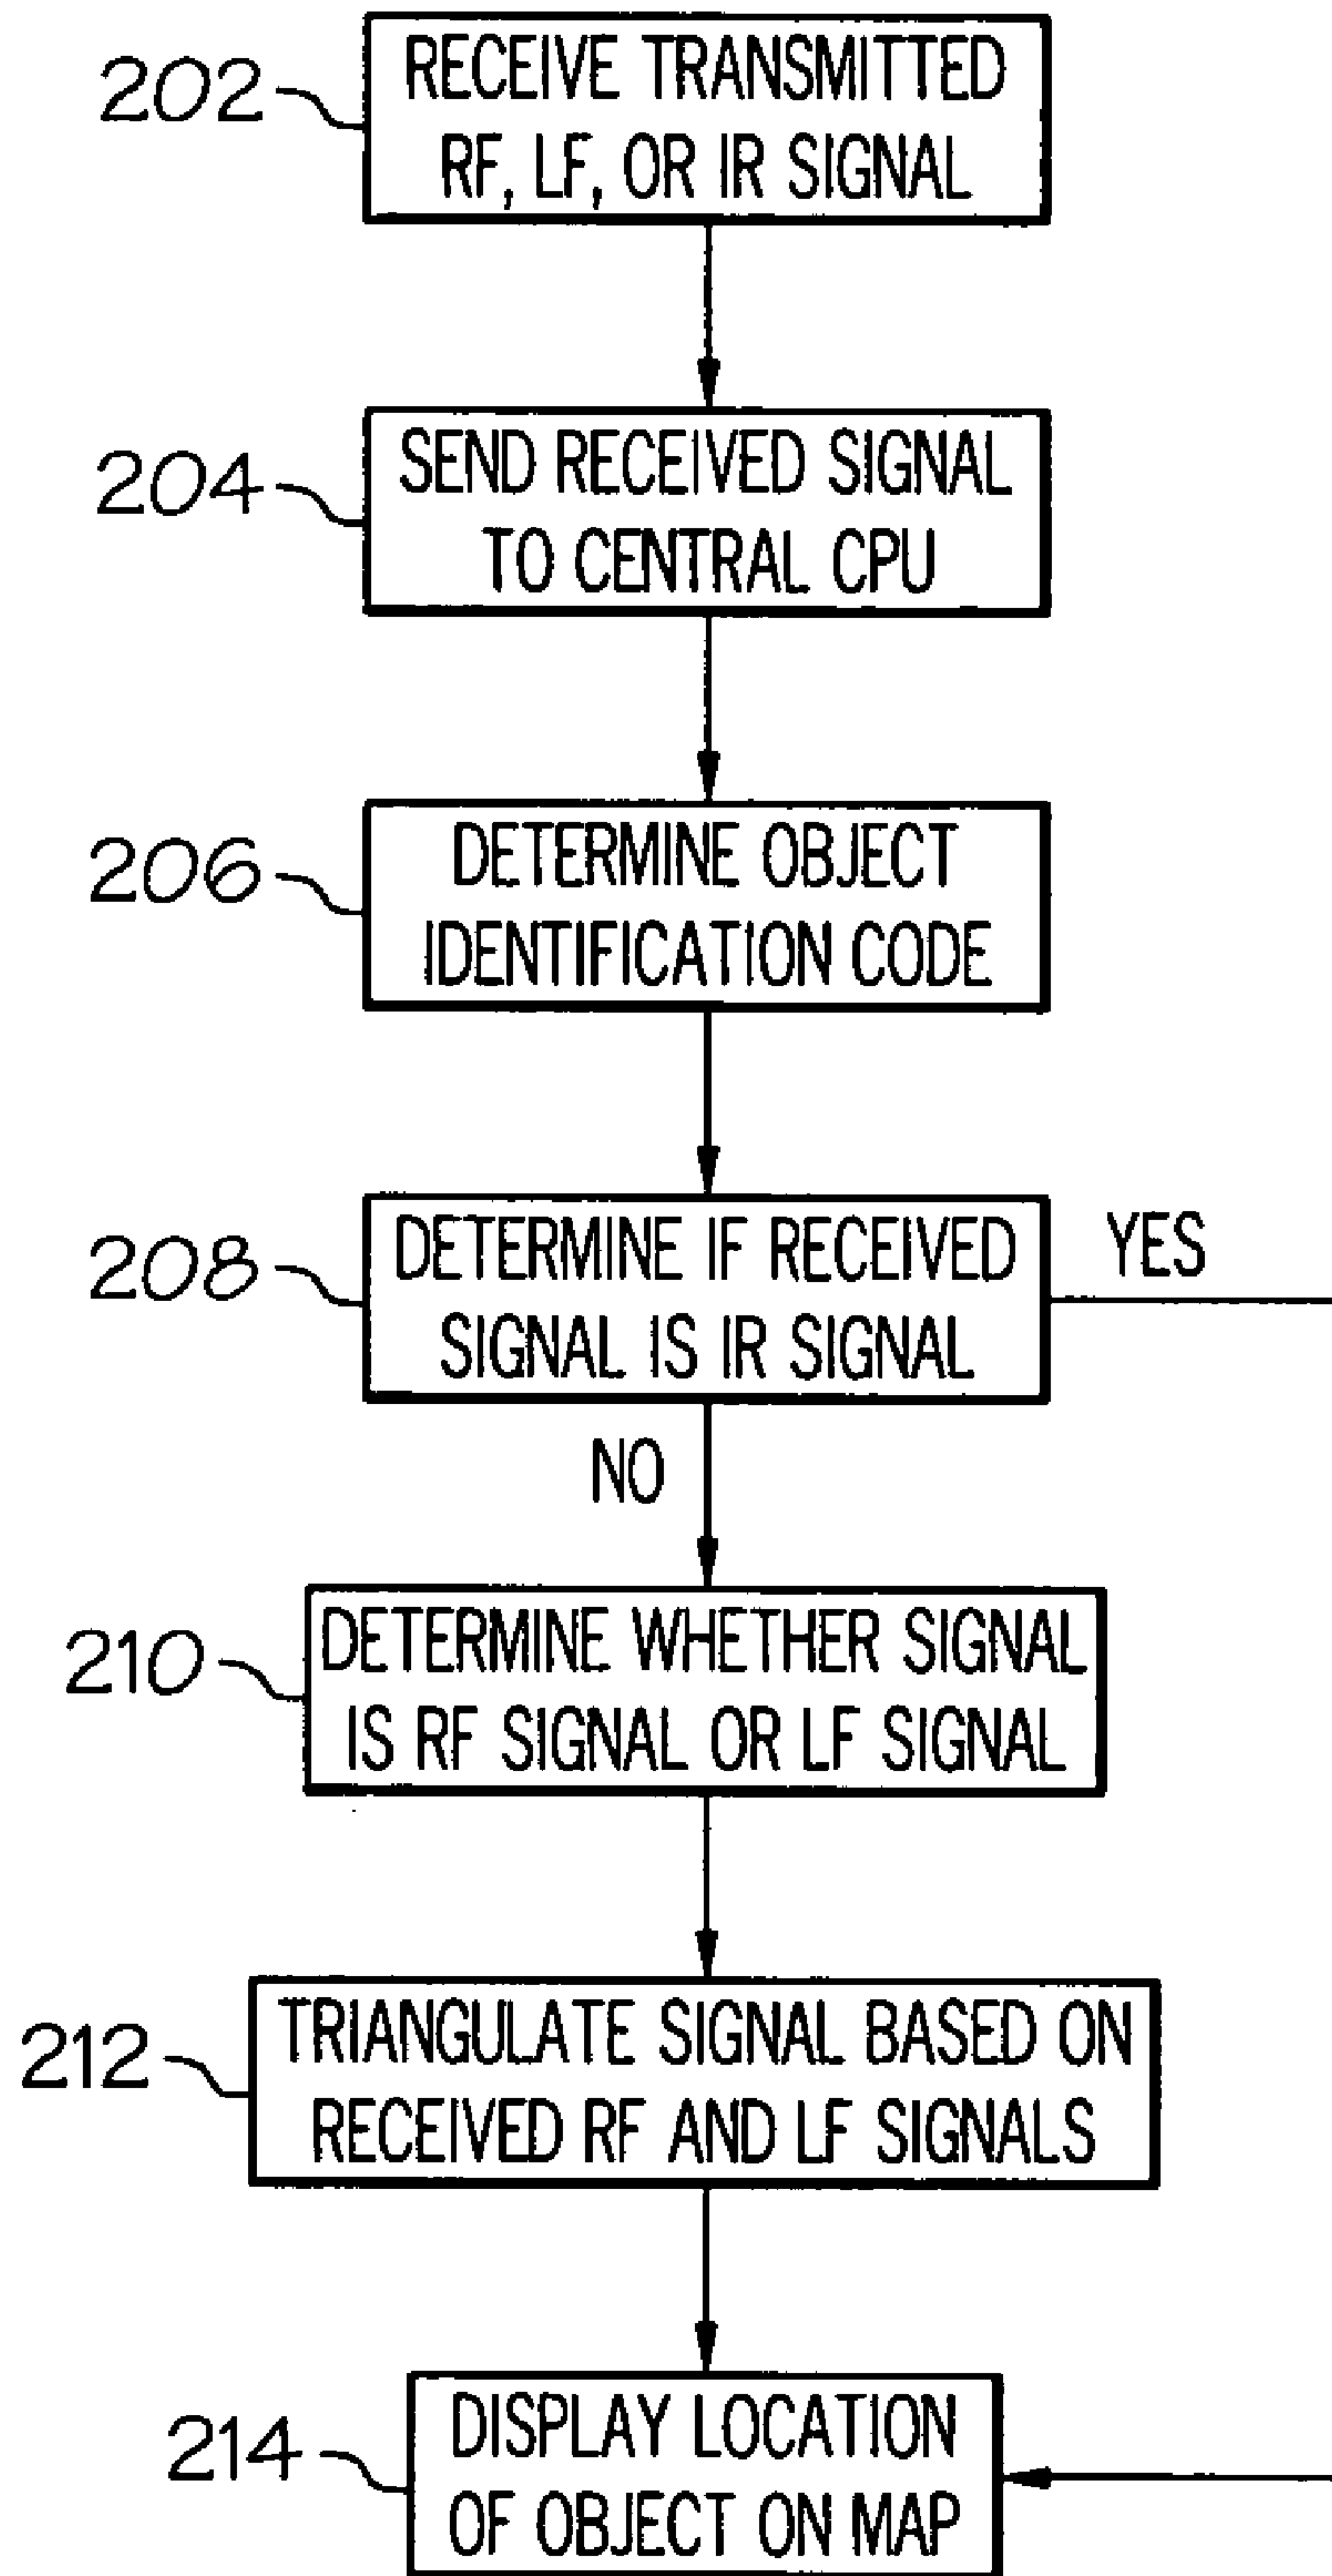 202
RECEIVE TRANSMITTED
RF, LF, OR IR SIGNAL
204
SEND RECEIVED SIGNAL
TO CENTRAL CPU
206
DETERMINE OBJECT
IDENTIFICATION CODE
208
DETERMINE IF RECEIVED
SIGNAL IS IR SIGNAL
YES
NO
210
DETERMINE WHETHER SIGNAL
IS RF SIGNAL OR LF SIGNAL
212
TRIANGULATE SIGNAL BASED ON
RECEIVED RF AND LF SIGNALS
214
DISPLAY LOCATION
OF OBJECT ON MAP